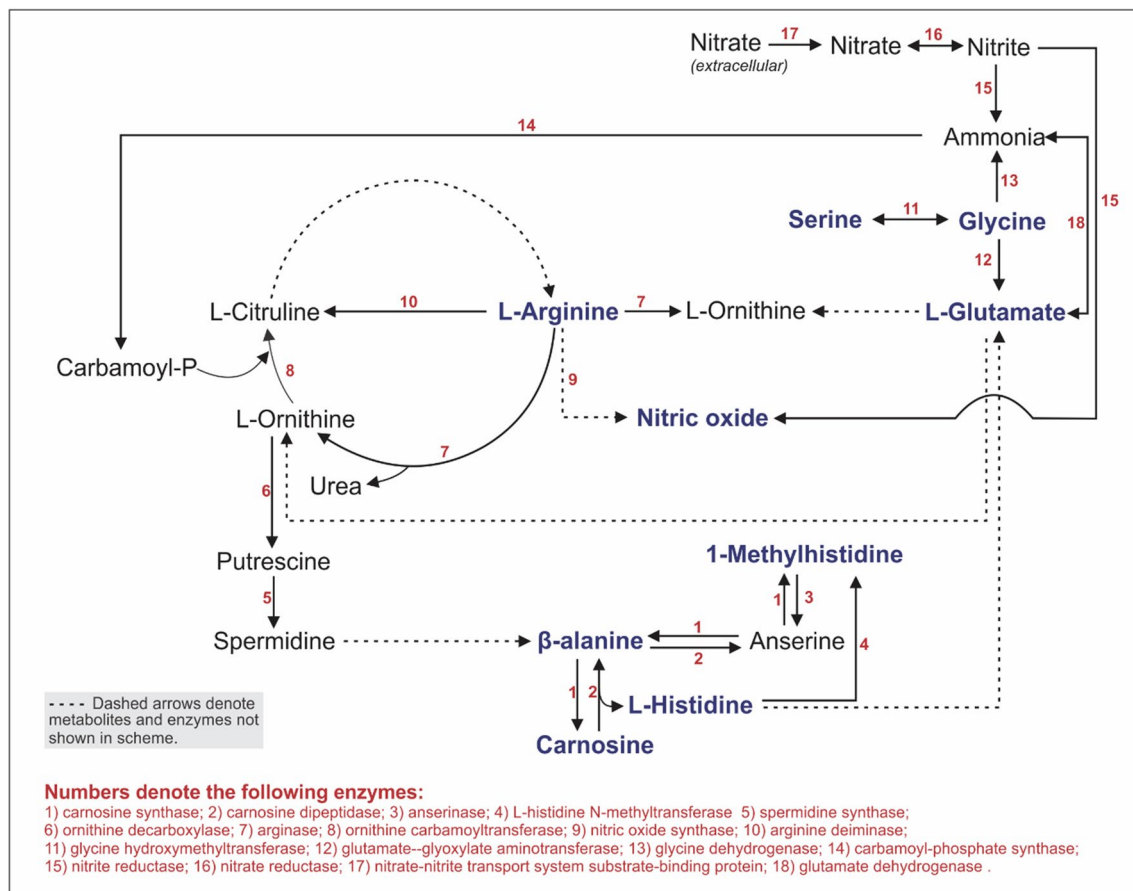 Nitrate 17 Nitrate 16 Nitrite
(extracellular)
15
14 Ammonia
13 15
Serine 11 Glycine 18
12
L-Citruline 10 L-Arginine 7 L-Ornithine L-Glutamate
Carbamoyl-P 8 9
L-Ornithine Nitric oxide
7
6 Urea
Putrescine 1-Methylhistidine
5 1 3
Spermidine β-alanine 1 Anserine 4
2
1 2 L-Histidine
Carnosine
---- Dashed arrows denote
metabolites and enzymes not
shown in scheme.
Numbers denote the following enzymes:
1) carnosine synthase; 2) carnosine dipeptidase; 3) anserinase; 4) L-histidine N-methyltransferase 5) spermidine synthase;
6) ornithine decarboxylase; 7) arginase; 8) ornithine carbamoyltransferase; 9) nitric oxide synthase; 10) arginine deiminase;
11) glycine hydroxymethyltransferase; 12) glutamate--glyoxylate aminotransferase; 13) glycine dehydrogenase; 14) carbamoyl-phosphate synthase;
15) nitrite reductase; 16) nitrate reductase; 17) nitrate-nitrite transport system substrate-binding protein; 18) glutamate dehydrogenase .